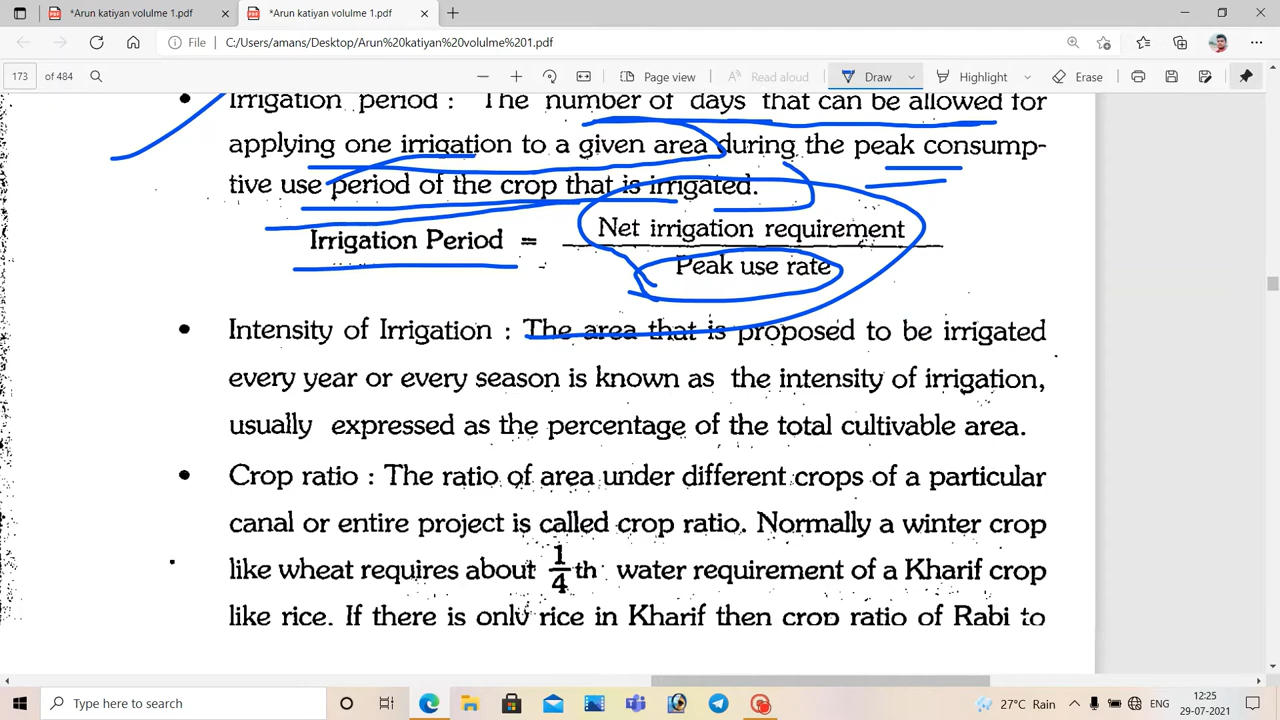 *Arun katiyan volulme 1.pdf
*Arun katiyan volulme 1.pdf
File C:/Users/amans/Desktop/Arun%20katiyan%20volulme%201.pdf
173 of 484
Page view
Read aloud
Draw
Highlight
Erase
• Irrigation period : The number of days that can be allowed for
applying one irrigation to a given area during the peak consump-
tive use period of the crop that is irrigated.
Irrigation Period = Net irrigation requirement
Peak use rate
• Intensity of Irrigation : The area that is proposed to be irrigated
every year or every season is known as the intensity of irrigation,
usually expressed as the percentage of the total cultivable area.
• Crop ratio : The ratio of area under different crops of a particular
canal or entire project is called crop ratio. Normally a winter crop
like wheat requires about 1/4 th water requirement of a Kharif crop
like rice. If there is only rice in Kharif then crop ratio of Rabi to
Type here to search
27°C Rain
ENG
12:25
29-07-2021